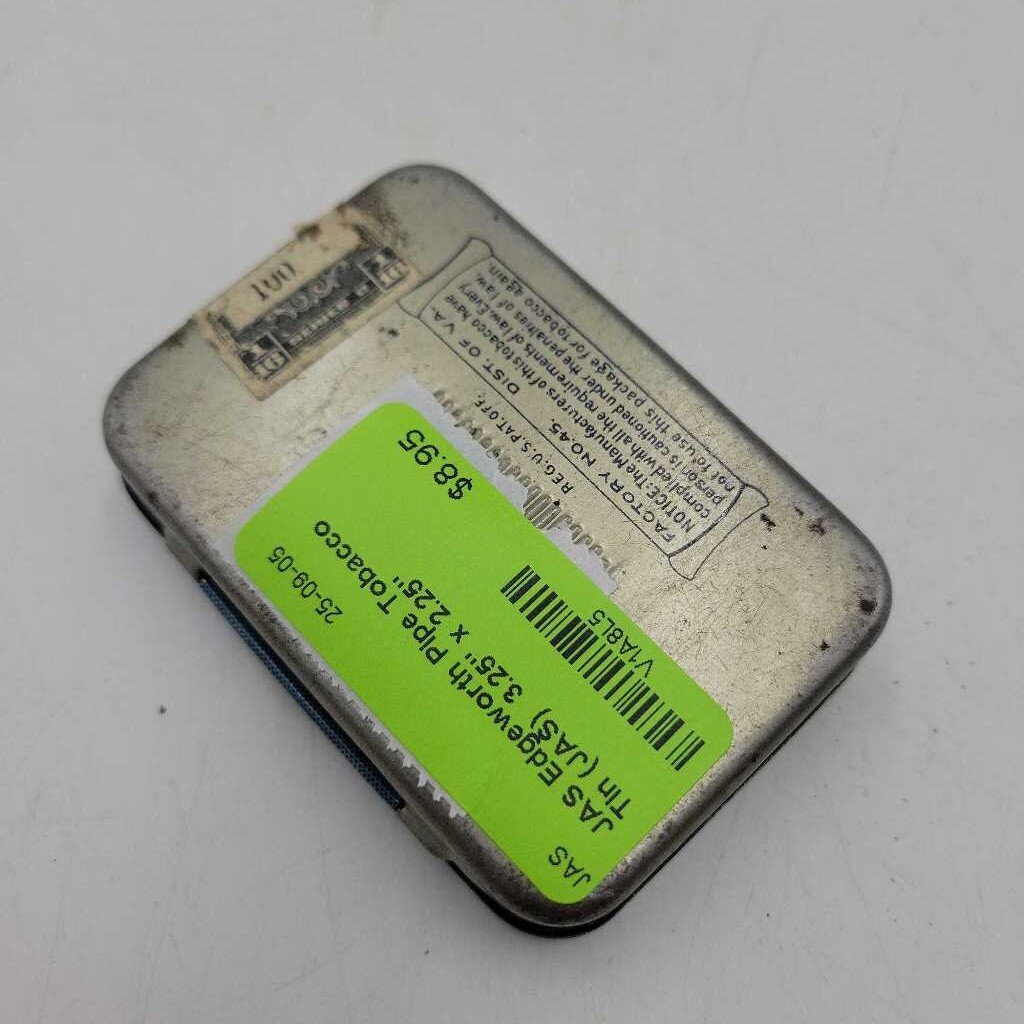 100
SERIES
REG. U.S. PAT. OFF.
FACTORY NO. 45. DIST. OF VA.
NOTICE: The Manufacturers of this tobacco have
complied with all the requirements of law. Every
person is cautioned under the penalties of law,
not to use this package for tobacco again.
$8.95
25-09-05
V1A8L5
JAS Edgeworth Pipe Tobacco
Tin (JAS) 3.25" x 2.25"
JAS